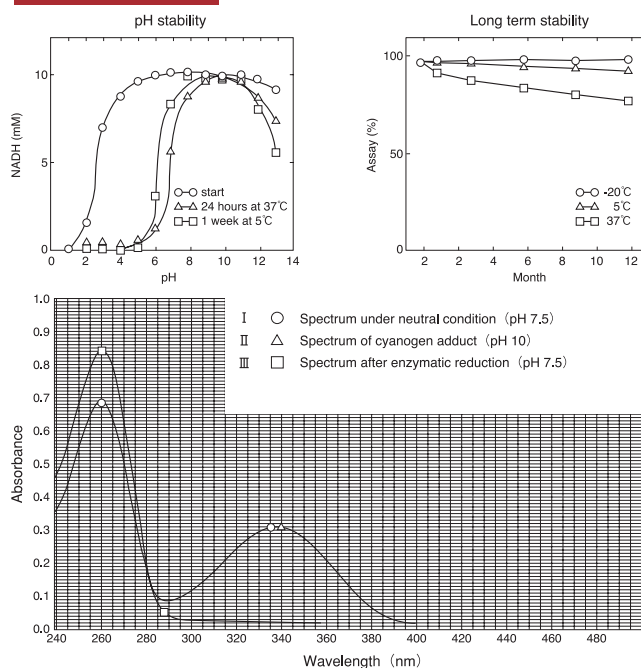 pH stability
NADH (mM)
10
5
0
0 2 4 6 8 10 12 14
pH
start
24 hours at 37℃
1 week at 5℃
Long term stability
Assay (%)
100
50
0
2 0 2 4 6 8 10 12
Month
-20℃
5℃
37℃
Absorbance
1.0
0.9
0.8
0.7
0.6
0.5
0.4
0.3
0.2
0.1
0.0
240 260 280 300 320 340 360 380 400 420 440 460 480
Wavelength (nm)
I Spectrum under neutral condition (pH 7.5)
II Spectrum of cyanogen adduct (pH 10)
III Spectrum after enzymatic reduction (pH 7.5)